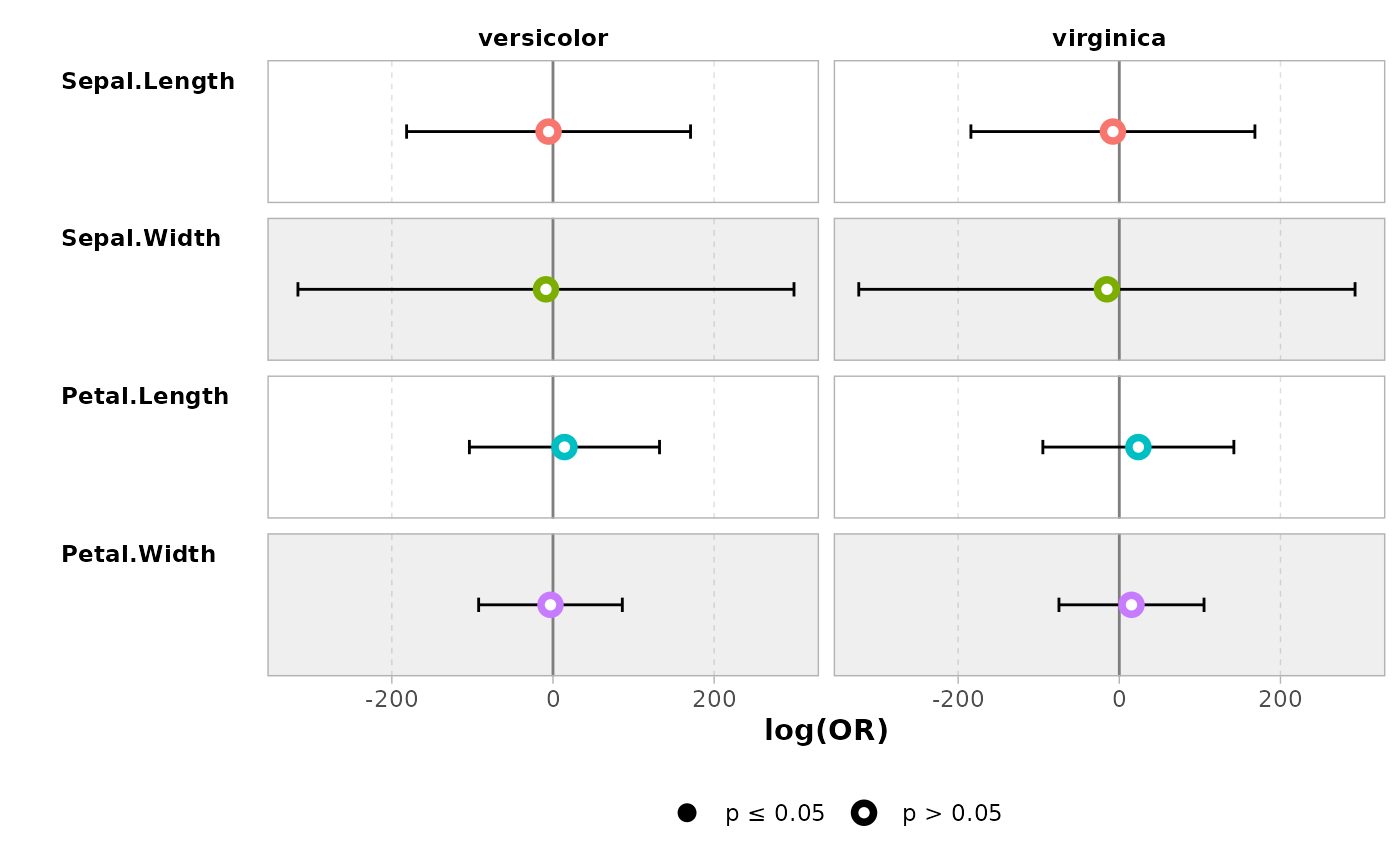 versicolor virginica
Sepal.Length
Sepal.Width
Petal.Length
Petal.Width
-200 0 200 -200 0 200
log(OR)
p ≤ 0.05 p > 0.05